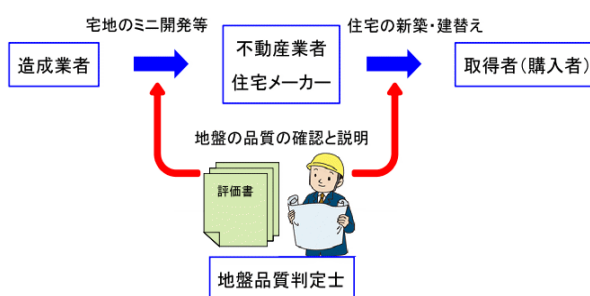 宅地のミニ開発等
住宅の新築・建替え
造成業者
不動産業者
住宅メーカー
取得者(購入者)
地盤の品質の確認と説明
評価書
地盤品質判定士